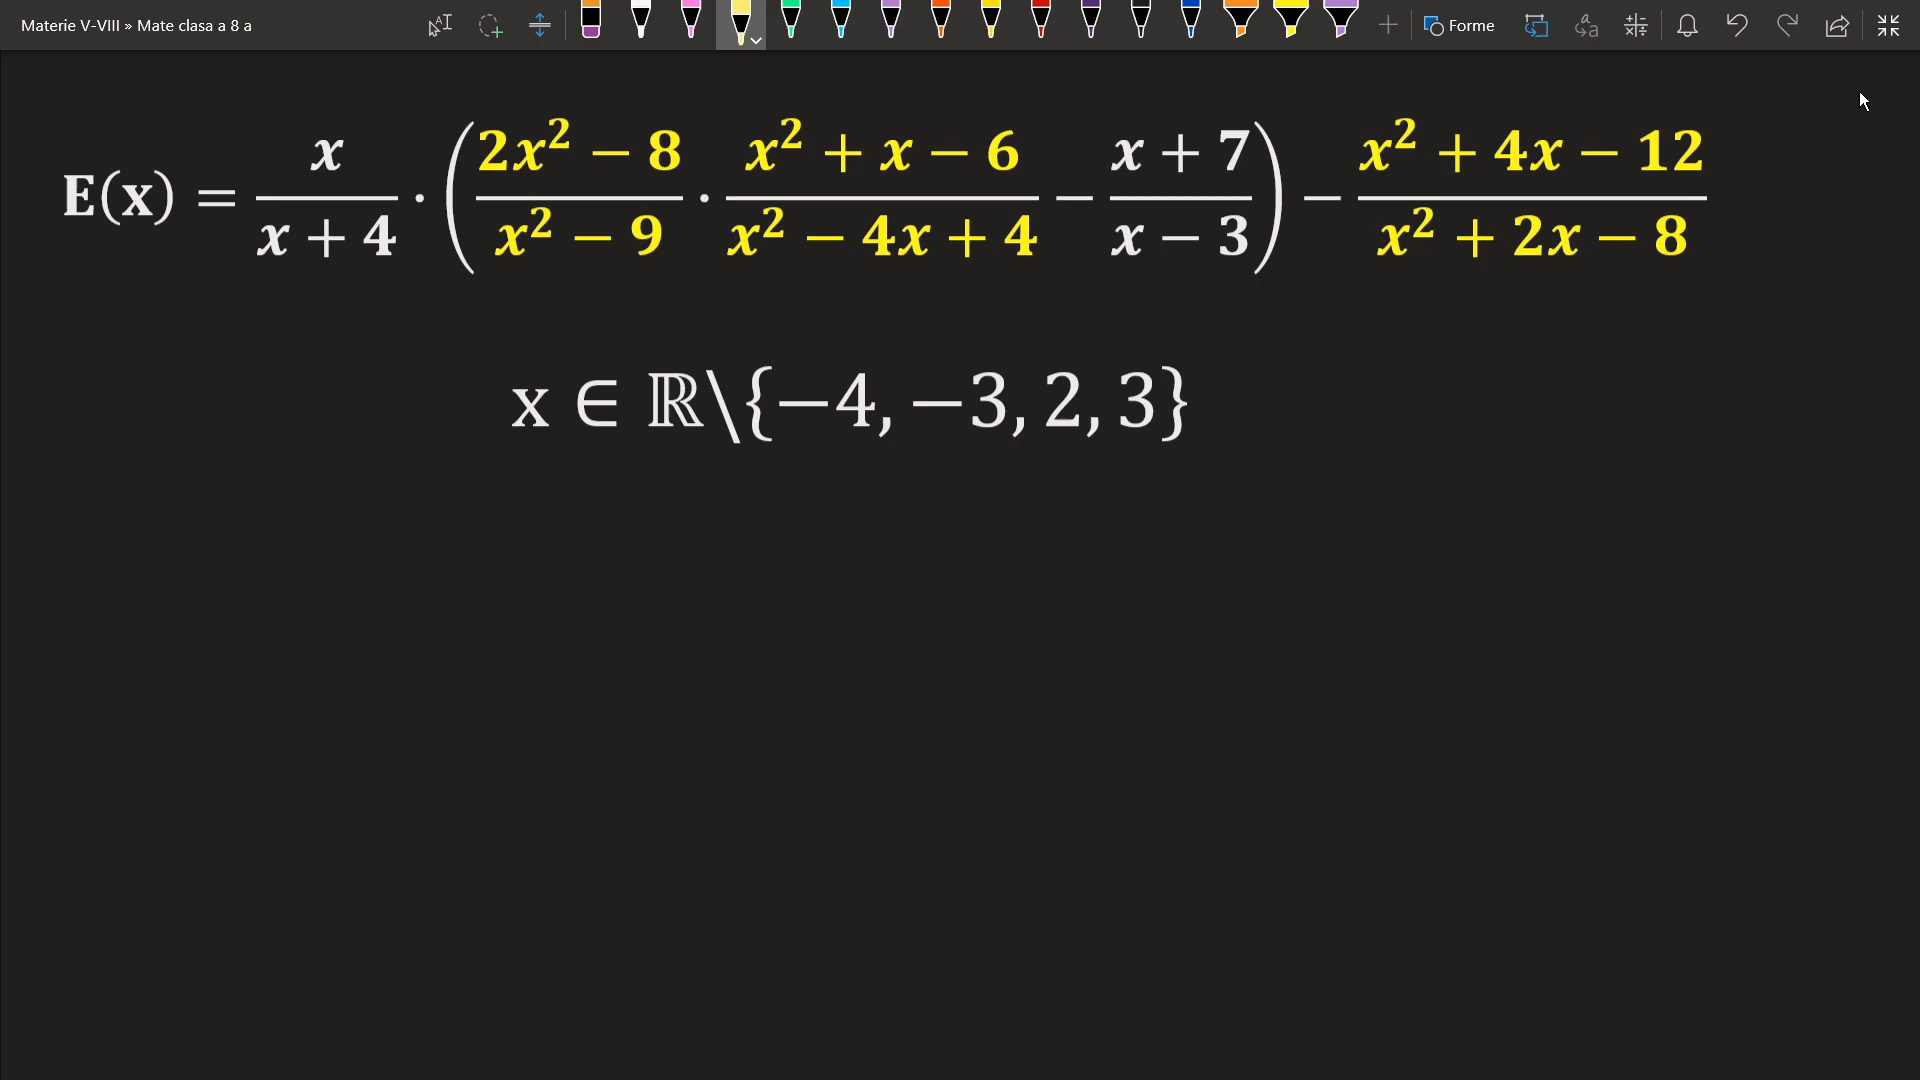 Materie V-VIII » Mate clasa a 8 a
Forme
E(x) = x/(x + 4) · ((2x² − 8)/(x² − 9) · (x² + x − 6)/(x² − 4x + 4) − (x + 7)/(x − 3)) − (x² + 4x − 12)/(x² + 2x − 8)
x ∈ ℝ\{−4, −3, 2, 3}